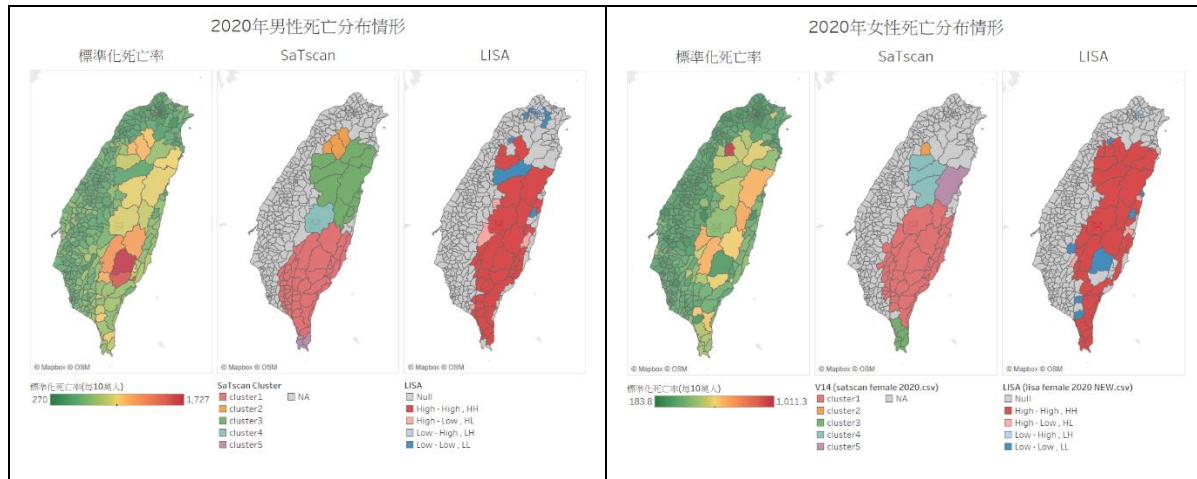 2020年男性死亡分布情形
標準化死亡率
SaTscan
LISA
© Mapbox © OSM
© Mapbox © OSM
© Mapbox © OSM
標準化死亡率(每10萬人)
270
1,727
SaTscan Cluster
cluster1
NA
cluster2
cluster3
cluster4
cluster5
LISA
Null
High - High , HH
High - Low , HL
Low - High , LH
Low - Low , LL
2020年女性死亡分布情形
標準化死亡率
SaTscan
LISA
© Mapbox © OSM
© Mapbox © OSM
© Mapbox © OSM
標準化死亡率(每10萬人)
183.8
1,011.3
V14 (satscan female 2020.csv)
cluster1
NA
cluster2
cluster3
cluster4
cluster5
LISA (lisa female 2020 NEW.csv)
Null
High - High , HH
High - Low , HL
Low - High , LH
Low - Low , LL